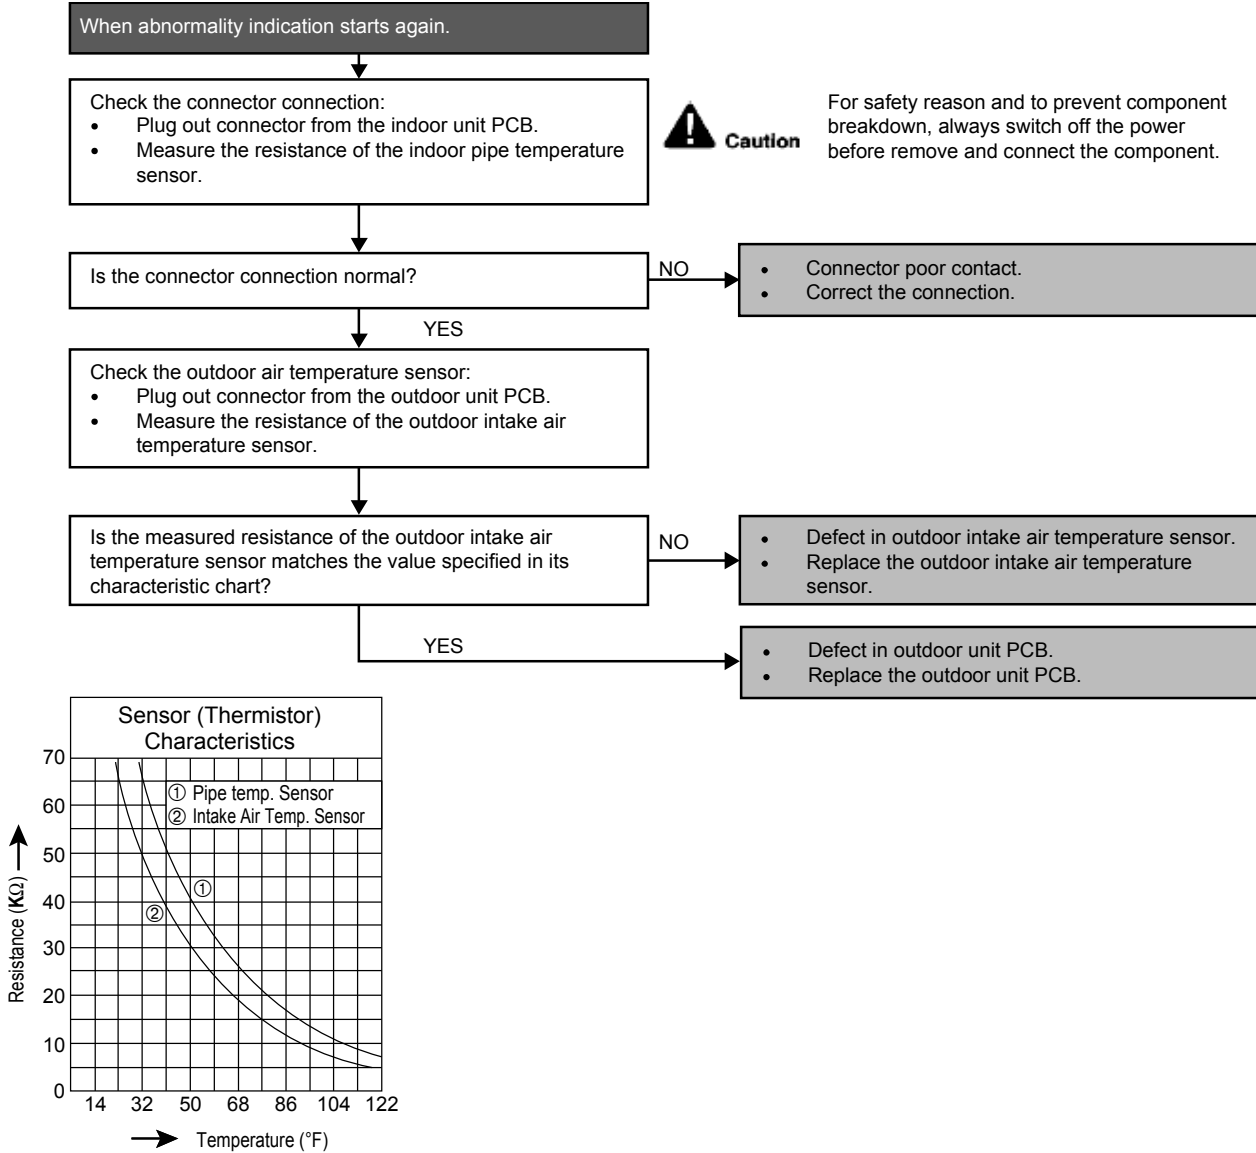 When abnormality indication starts again.
Check the connector connection:
• Plug out connector from the indoor unit PCB.
• Measure the resistance of the indoor pipe temperature
sensor.
Caution
For safety reason and to prevent component
breakdown, always switch off the power
before remove and connect the component.
Is the connector connection normal?
NO
• Connector poor contact.
• Correct the connection.
YES
Check the outdoor air temperature sensor:
• Plug out connector from the outdoor unit PCB.
• Measure the resistance of the outdoor intake air
temperature sensor.
Is the measured resistance of the outdoor intake air
temperature sensor matches the value specified in its
characteristic chart?
NO
• Defect in outdoor intake air temperature sensor.
• Replace the outdoor intake air temperature
sensor.
YES
• Defect in outdoor unit PCB.
• Replace the outdoor unit PCB.
Sensor (Thermistor)
Characteristics
① Pipe temp. Sensor
② Intake Air Temp. Sensor
70
60
50
40
30
20
10
0
Resistance (KΩ)
①
②
14 32 50 68 86 104 122
Temperature (°F)